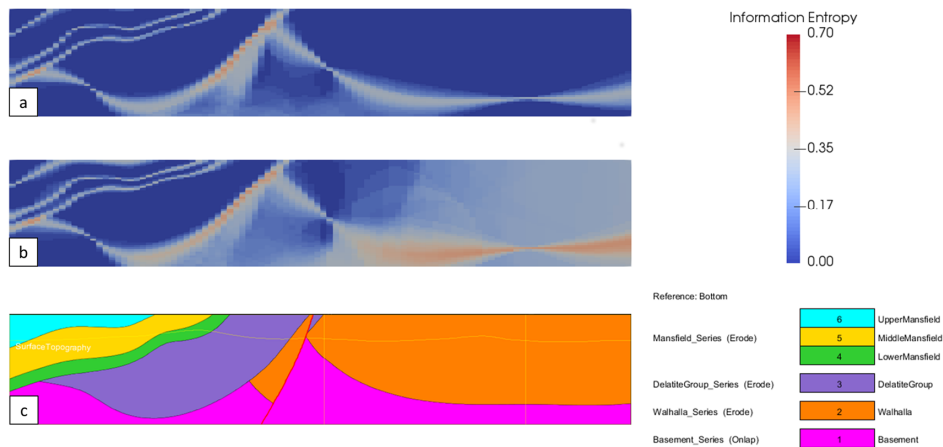 Information Entropy
0.70
0.52
0.35
0.17
0.00
a
b
c
SurfaceTopography
Reference: Bottom
Mansfield_Series (Erode)
6 UpperMansfield
5 MiddleMansfield
4 LowerMansfield
DelatiteGroup_Series (Erode) 3 DelatiteGroup
Walhalla_Series (Erode) 2 Walhalla
Basement_Series (Onlap) 1 Basement